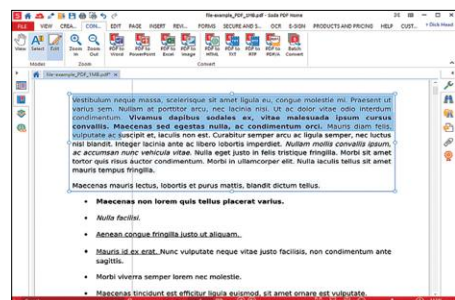 file-example_PDF_1MB.pdf* - Soda PDF Home
FILE VIEW CREA... CON... EDIT PAGE INSERT REVI... FORMS SECURE AND S... OCR E-SIGN PRODUCTS AND PRICING HELP CUST...
View Select Edit Zoom In Zoom Out PDF to Word PDF to PowerPoint PDF to Excel PDF to Image PDF to HTML PDF to TXT PDF to RTF PDF to PDF/A Batch Convert
Modes Zoom Convert
file-example_PDF_1MB.pdf*
Vestibulum neque massa, scelerisque sit amet ligula eu, congue molestie mi. Praesent ut
varius sem. Nullam at porttitor arcu, nec lacinia nisi. Ut ac dolor vitae odio interdum
condimentum. Vivamus dapibus sodales ex, vitae malesuada ipsum cursus
convallis. Maecenas sed egestas nulla, ac condimentum orci. Mauris diam felis,
vulputate ac suscipit et, iaculis non est. Curabitur semper arcu ac ligula semper, nec luctus
nisl blandit. Integer lacinia ante ac libero lobortis imperdiet. Nullam mollis convallis ipsum,
ac accumsan nunc vehicula vitae. Nulla eget justo in felis tristique fringilla. Morbi sit amet
tortor quis risus auctor condimentum. Morbi in ullamcorper elit. Nulla iaculis tellus sit amet
mauris tempus fringilla.
Maecenas mauris lectus, lobortis et purus mattis, blandit dictum tellus.
• Maecenas non lorem quis tellus placerat varius.
• Nulla facilisi.
• Aenean congue fringilla justo ut aliquam.
• Mauris id ex erat. Nunc vulputate neque vitae justo facilisis, non condimentum ante
sagittis.
• Morbi viverra semper lorem nec molestie.
• Maecenas tincidunt est efficitur ligula euismod, sit amet ornare est vulputate.